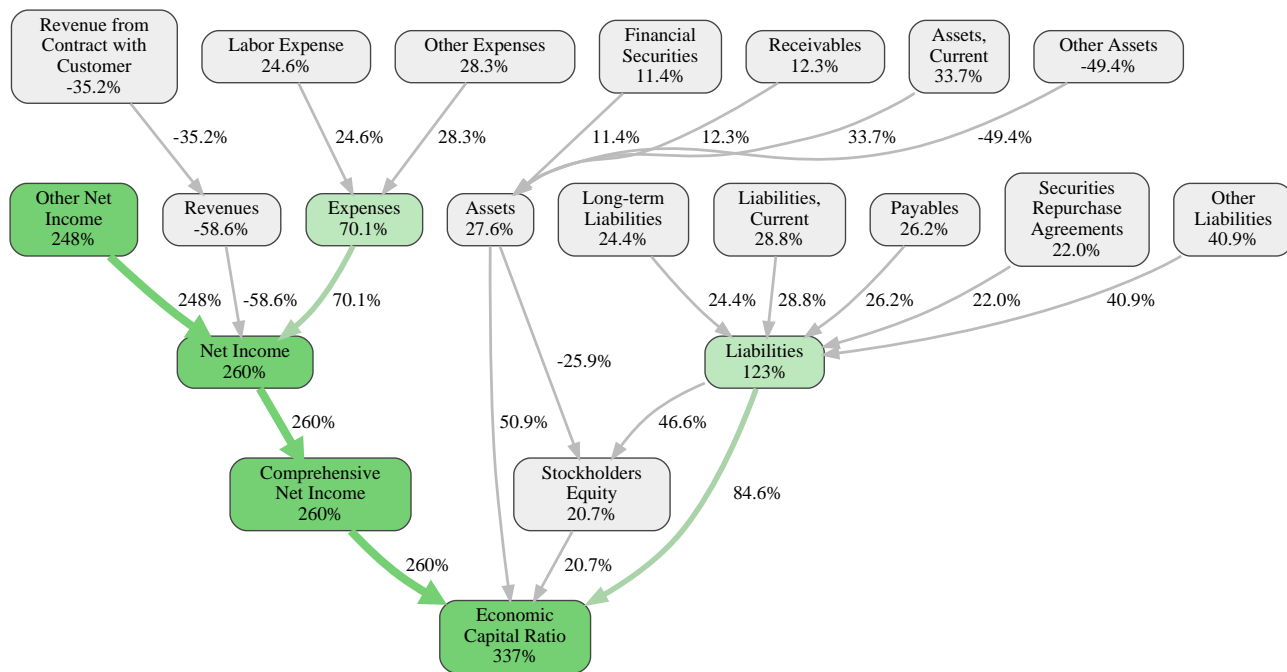 Revenue from
Contract with
Customer
-35.2%
Labor Expense
24.6%
Other Expenses
28.3%
Financial
Securities
11.4%
Receivables
12.3%
Assets,
Current
33.7%
Other Assets
-49.4%
-35.2%
24.6%
28.3%
11.4%
12.3%
33.7%
-49.4%
Other Net
Income
248%
Revenues
-58.6%
Expenses
70.1%
Assets
27.6%
Long-term
Liabilities
24.4%
Liabilities,
Current
28.8%
Payables
26.2%
Securities
Repurchase
Agreements
22.0%
Other
Liabilities
40.9%
248%
-58.6%
70.1%
24.4%
28.8%
26.2%
22.0%
40.9%
Net Income
260%
-25.9%
Liabilities
123%
260%
50.9%
46.6%
Comprehensive
Net Income
260%
Stockholders
Equity
20.7%
84.6%
260%
20.7%
Economic
Capital Ratio
337%